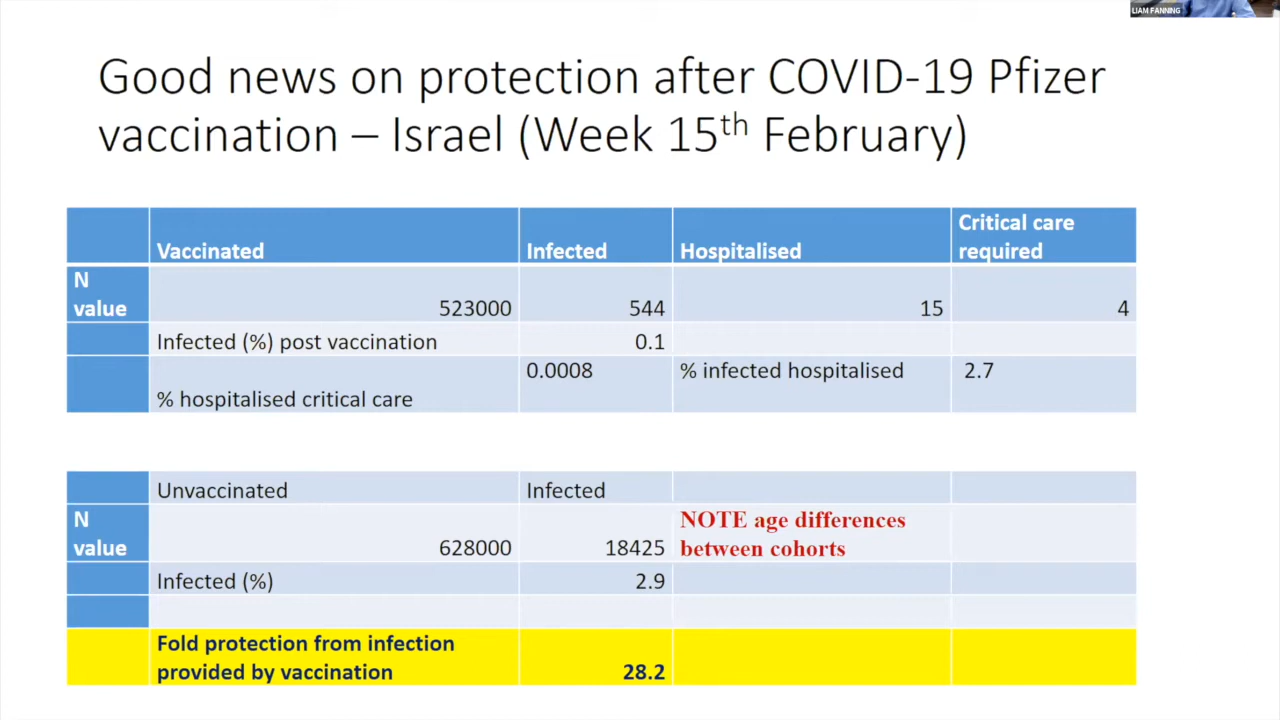 LIAM FANNING
Good news on protection after COVID-19 Pfizer
vaccination – Israel (Week 15th February)
Vaccinated Infected Hospitalised Critical care required
N value 523000 544 15 4
Infected (%) post vaccination 0.1
% hospitalised critical care 0.0008 % infected hospitalised 2.7
Unvaccinated Infected
N value 628000 18425 NOTE age differences between cohorts
Infected (%) 2.9
Fold protection from infection
provided by vaccination 28.2